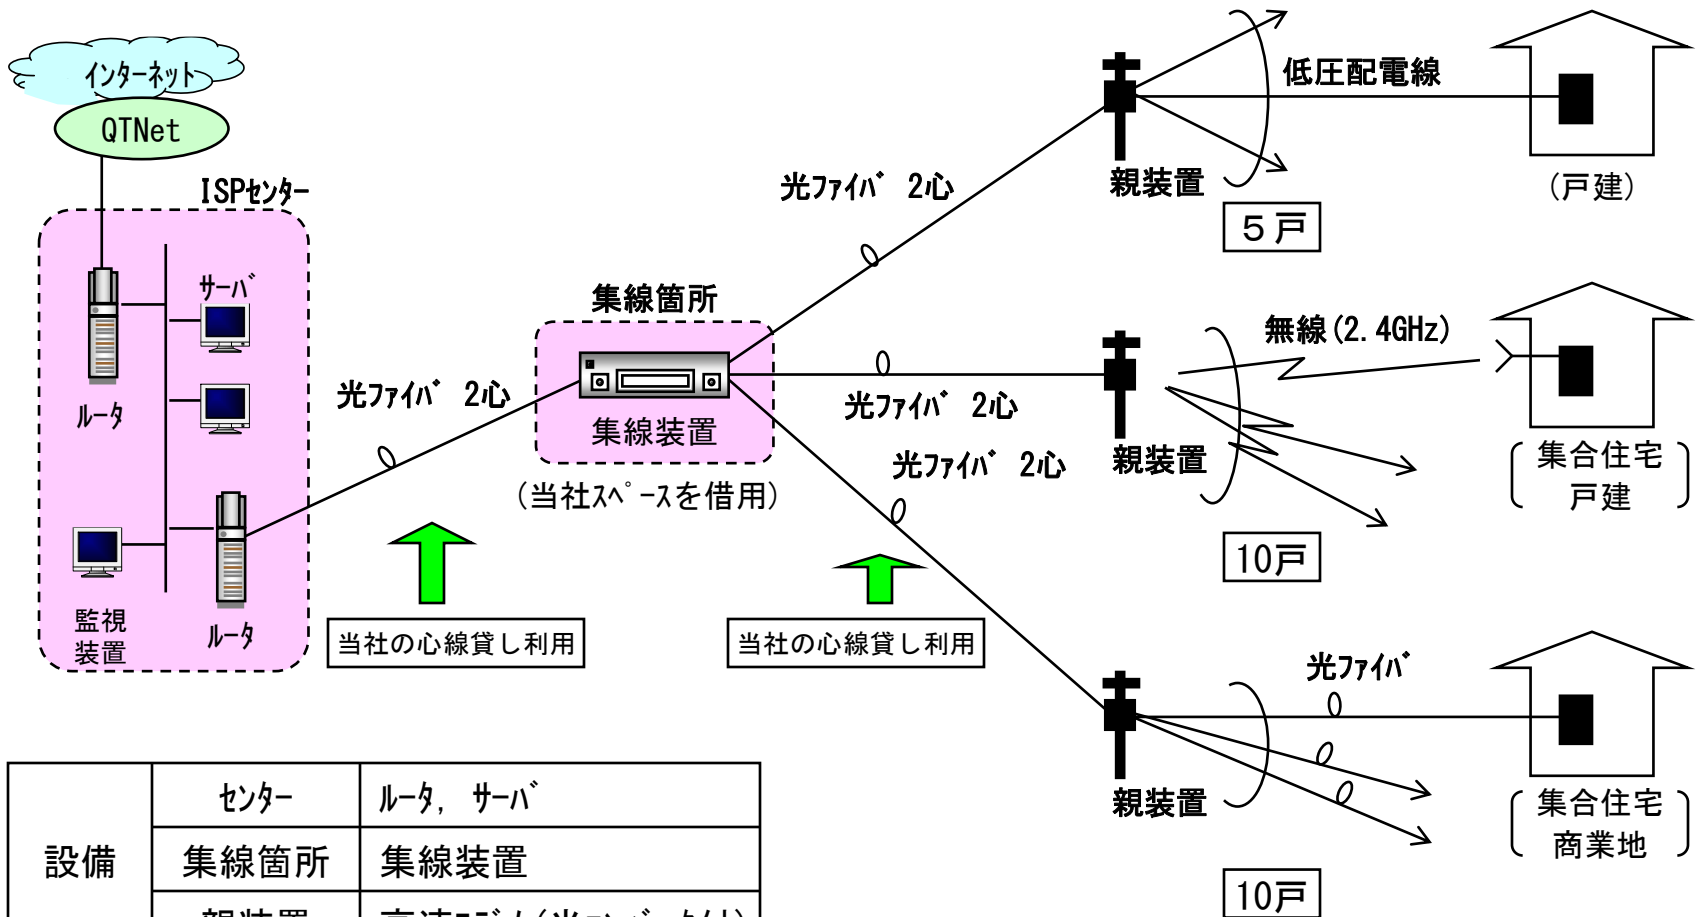 インターネット
QTNet
ISPセンター
サーバ
ルータ
監視
装置
ルータ
光ファイバ 2心
当社の心線貸し利用
集線箇所
集線装置
(当社スペースを借用)
光ファイバ 2心
光ファイバ 2心
光ファイバ 2心
当社の心線貸し利用
親装置
低圧配電線
5戸
(戸建)
親装置
無線(2.4GHz)
10戸
集合住宅
戸建
親装置
光ファイバ
10戸
集合住宅
商業地
設備
センター
ルータ, サーバ
集線箇所
集線装置